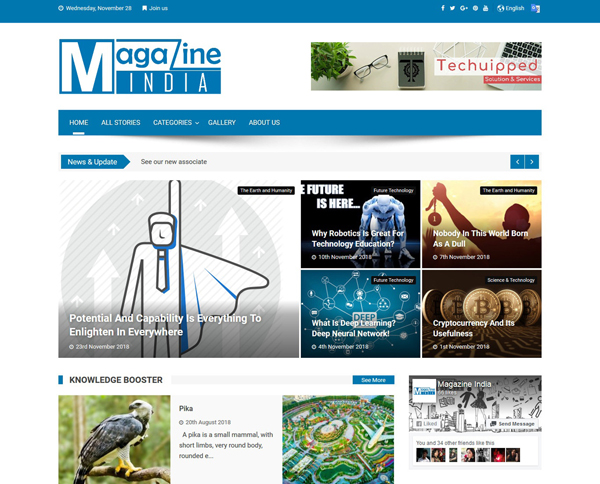 Wednesday, November 28
Join us
English
Magazine
INDIA
Techuipped
Solution & Services
HOME
ALL STORIES
CATEGORIES
GALLERY
ABOUT US
News & Update
See our new associate
The Earth and Humanity
Potential And Capability Is Everything To
Enlighten In Everywhere
23rd November 2018
E FUTURE
IS HERE...
Future Technology
Why Robotics Is Great For
Technology Education?
10th November 2018
The Earth and Humanity
Nobody In This World Born
As A Dull
7th November 2018
Future Technology
DEEP
What Is Deep Learning?
Deep Neural Network!
4th November 2018
Science & Technology
Cryptocurrency And Its
Usefulness
1st November 2018
KNOWLEDGE BOOSTER
See More
Pika
20th August 2018
A pika is a small mammal, with
short limbs, very round body,
rounded e...
Magazine India
likes
Liked
Send Message
You and 34 other friends like this